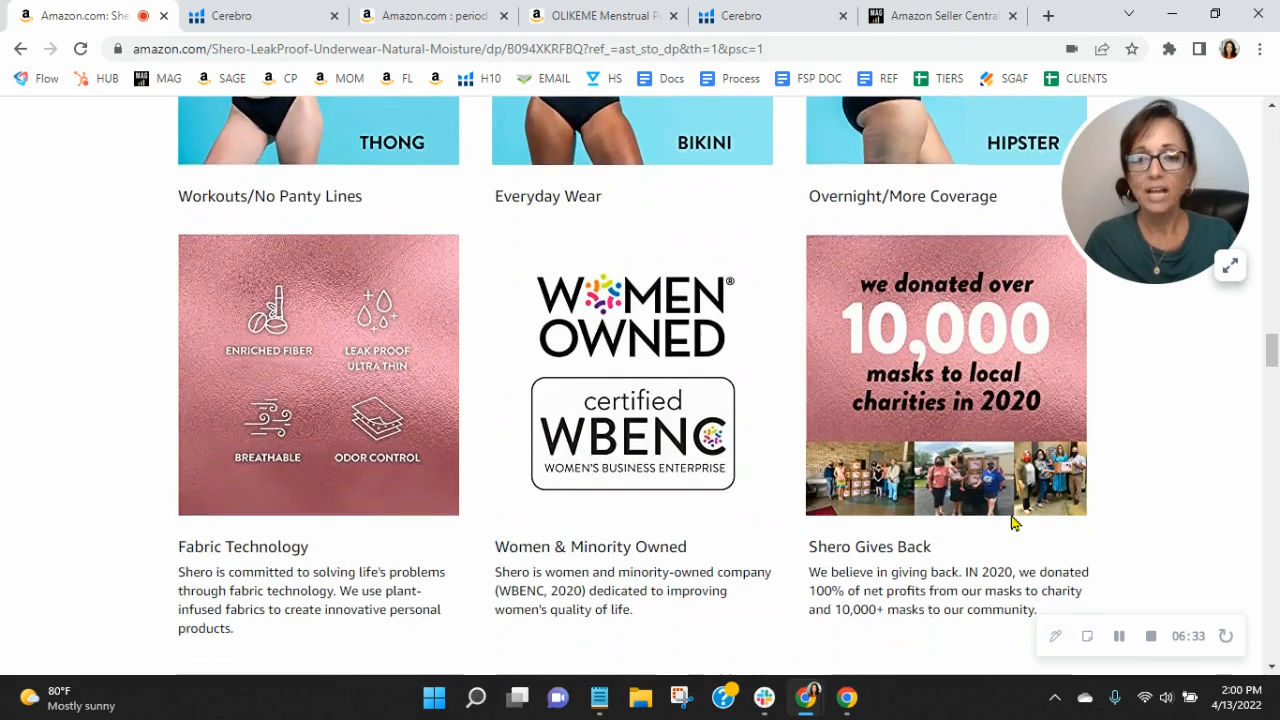 Amazon.com: She
Cerebro
Amazon.com : period
OLIKEME Menstrual P
Cerebro
MAG
Amazon Seller Central
amazon.com/Shero-LeakProof-Underwear-Natural-Moisture/dp/B094XKRFBQ?ref_=ast_sto_dp&th=1&psc=1
Flow
HUB
MAG
MAG
SAGE
CP
MOM
FL
H10
EMAIL
HS
Docs
Process
FSP DOC
REF
TIERS
SGAF
CLIENTS
THONG
BIKINI
HIPSTER
Workouts/No Panty Lines
Everyday Wear
Overnight/More Coverage
ENRICHED FIBER
LEAK PROOF
ULTRA THIN
BREATHABLE
ODOR CONTROL
WOMEN®
OWNED
certified
WBENC
WOMEN'S BUSINESS ENTERPRISE
we donated over
10,000
masks to local
charities in 2020
Fabric Technology
Shero is committed to solving life's problems
through fabric technology. We use plant-
infused fabrics to create innovative personal
products.
Women & Minority Owned
Shero is women and minority-owned company
(WBENC, 2020) dedicated to improving
women's quality of life.
Shero Gives Back
We believe in giving back. IN 2020, we donated
100% of net profits from our masks to charity
and 10,000+ masks to our community.
06:33
80°F
Mostly sunny
2:00 PM
4/13/2022